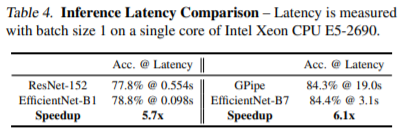 Table 4. Inference Latency Comparison – Latency is measured
with batch size 1 on a single core of Intel Xeon CPU E5-2690.
Acc. @ Latency || Acc. @ Latency
ResNet-152 77.8% @ 0.554s GPipe 84.3% @ 19.0s
EfficientNet-B1 78.8% @ 0.098s EfficientNet-B7 84.4% @ 3.1s
Speedup 5.7x Speedup 6.1x